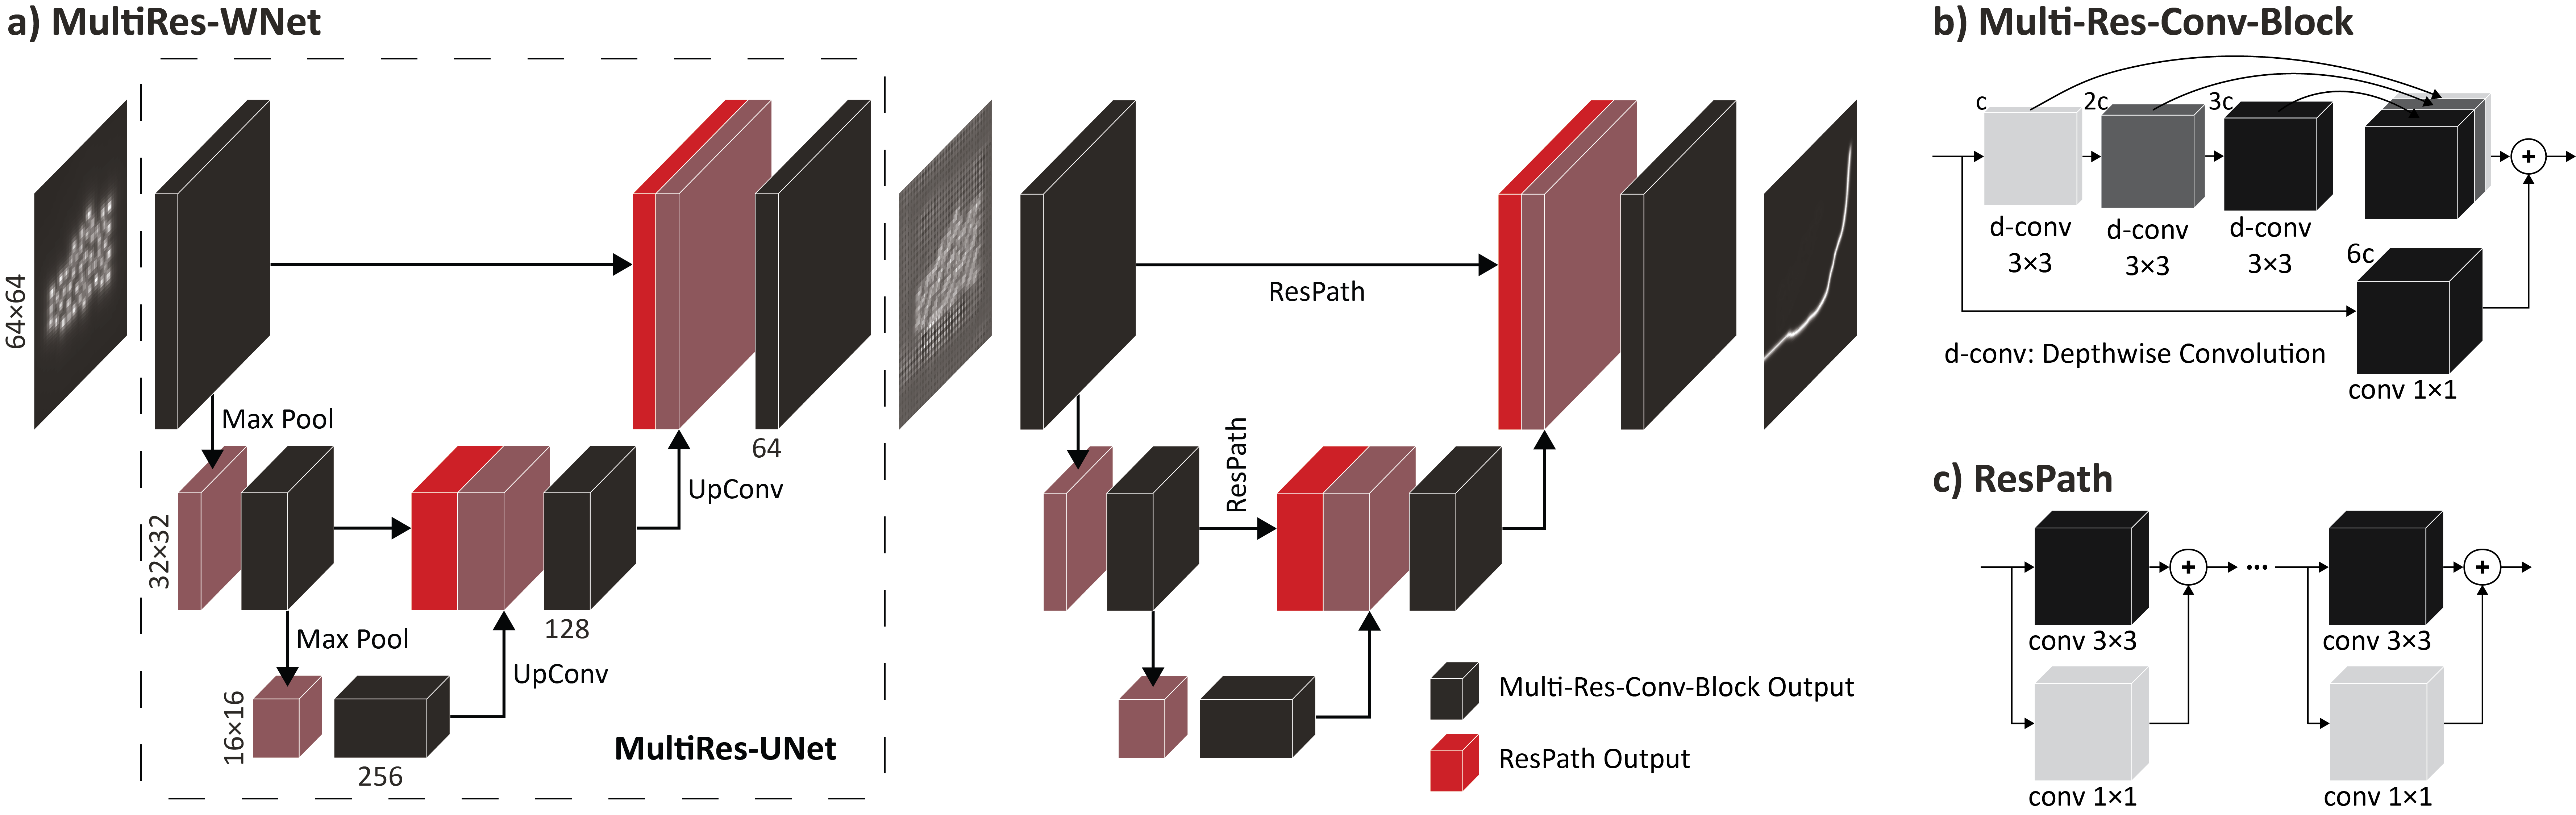 a) MultiRes-WNet
64×64
Max Pool
32×32
Max Pool
16×16
256
UpConv
128
UpConv
64
MultiRes-UNet
ResPath
ResPath
Multi-Res-Conv-Block Output
ResPath Output
b) Multi-Res-Conv-Block
c
2c
3c
+
d-conv
3×3
d-conv
3×3
d-conv
3×3
6c
d-conv: Depthwise Convolution
conv 1×1
c) ResPath
+
...
+
conv 3×3
conv 3×3
conv 1×1
conv 1×1